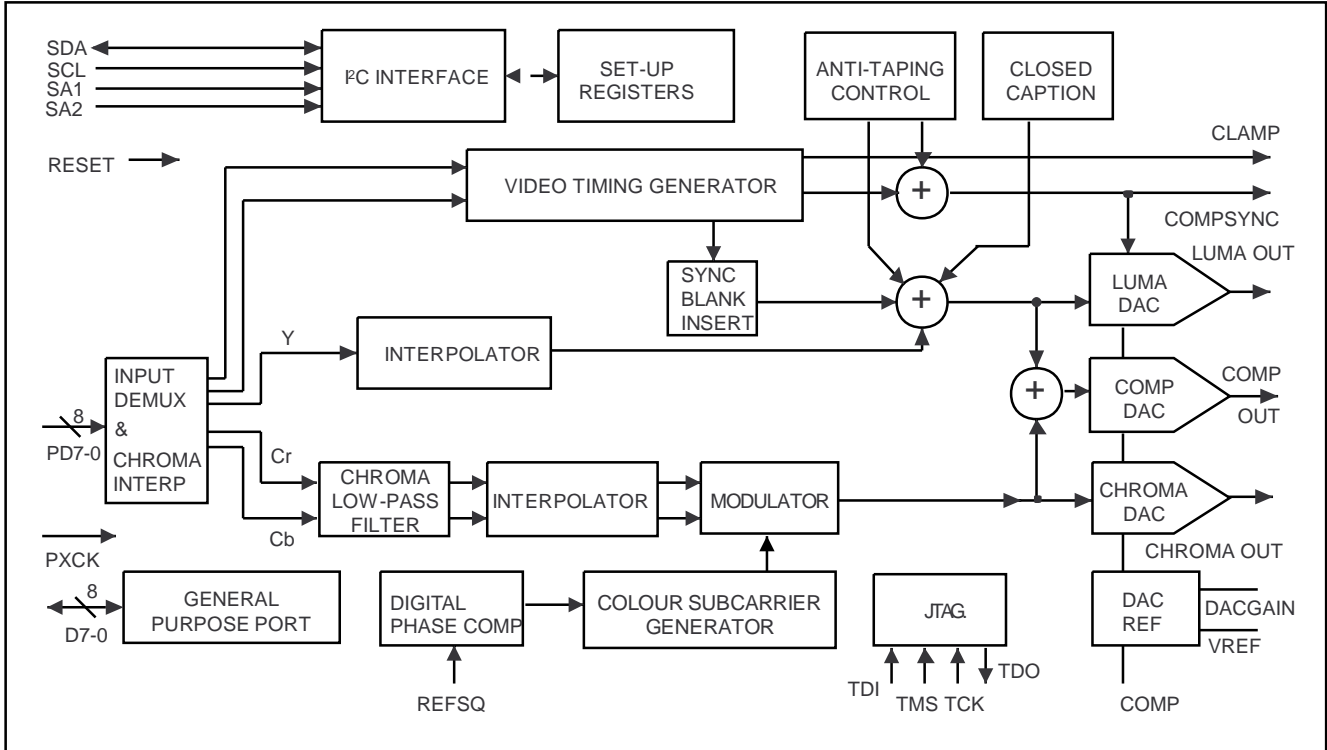 SDA
SCL
SA1
SA2
I²C INTERFACE
SET-UP
REGISTERS
ANTI-TAPING
CONTROL
CLOSED
CAPTION
RESET
VIDEO TIMING GENERATOR
+
CLAMP
COMPSYNC
SYNC
BLANK
INSERT
+
LUMA
DAC
LUMA OUT
Y
INTERPOLATOR
+
COMP
DAC
COMP
OUT
8
PD7-0
INPUT
DEMUX
&
CHROMA
INTERP
Cr
Cb
CHROMA
LOW-PASS
FILTER
INTERPOLATOR
MODULATOR
CHROMA
DAC
CHROMA OUT
PXCK
8
D7-0
GENERAL
PURPOSE PORT
DIGITAL
PHASE COMP
REFSQ
COLOUR SUBCARRIER
GENERATOR
JTAG.
TDI
TMS
TCK
TDO
DAC
REF
DACGAIN
VREF
COMP